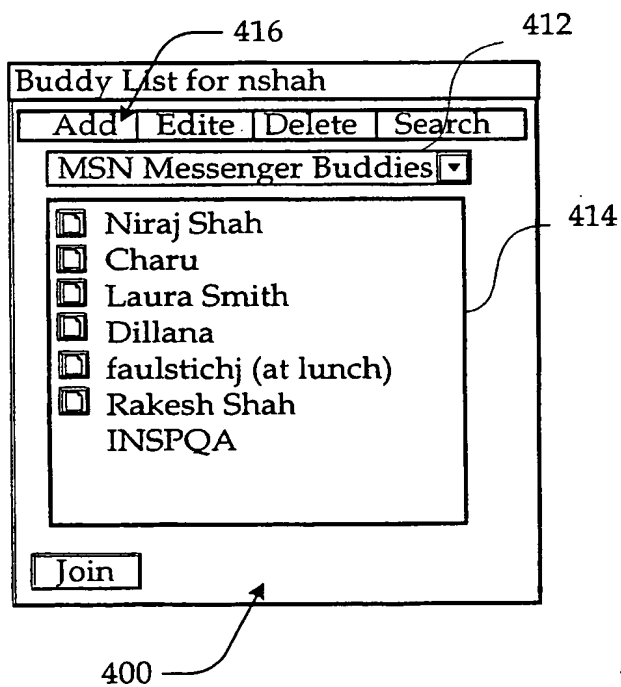 416
412
Buddy List for nshah
Add Edite Delete Search
MSN Messenger Buddies
414
Niraj Shah
Charu
Laura Smith
Dillana
faulstichj (at lunch)
Rakesh Shah
INSPQA
Join
400